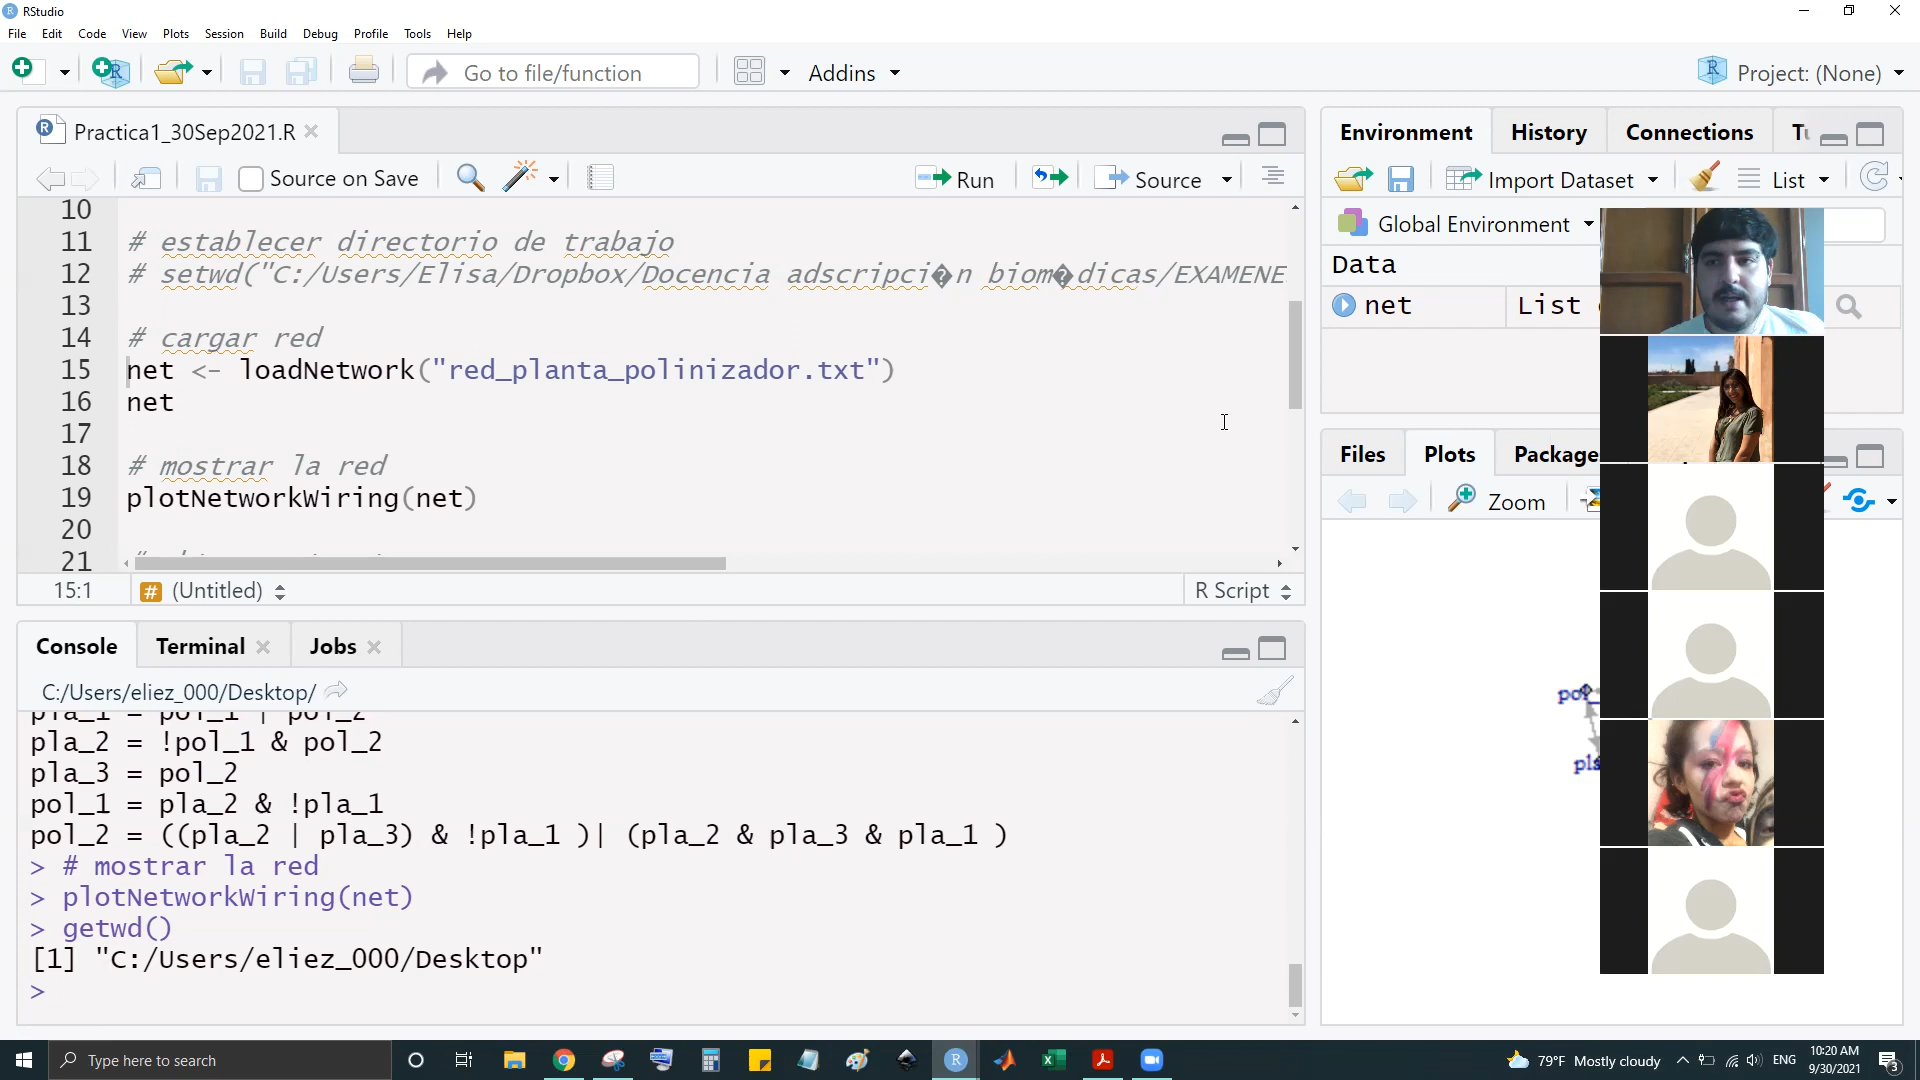 RStudio
File Edit Code View Plots Session Build Debug Profile Tools Help
Go to file/function
Addins
Project: (None)
Practica1_30Sep2021.R
Source on Save
Run
Source
10
11 # establecer directorio de trabajo
12 # setwd("C:/Users/Elisa/Dropbox/Docencia adscripci�n biom�dicas/EXAMENE
13
14 # cargar red
15 net <- loadNetwork("red_planta_polinizador.txt")
16 net
17
18 # mostrar la red
19 plotNetworkWiring(net)
20
21
15:1
(Untitled)
R Script
Console Terminal Jobs
C:/Users/eliez_000/Desktop/
pla_1 = pol_1 | pol_2
pla_2 = !pol_1 & pol_2
pla_3 = pol_2
pol_1 = pla_2 & !pla_1
pol_2 = ((pla_2 | pla_3) & !pla_1 )| (pla_2 & pla_3 & pla_1 )
> # mostrar la red
> plotNetworkWiring(net)
> getwd()
[1] "C:/Users/eliez_000/Desktop"
>
Environment History Connections
Import Dataset
List
Global Environment
Data
net List
Files Plots Package
Zoom
Type here to search
79°F Mostly cloudy
ENG
10:20 AM
9/30/2021
3